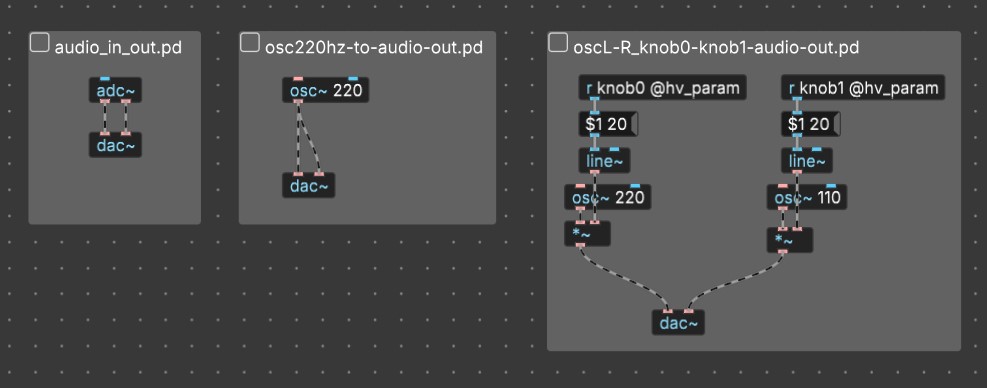 audio_in_out.pd
adc~
dac~
osc220hz-to-audio-out.pd
osc~ 220
dac~
oscL-R_knob0-knob1-audio-out.pd
r knob0 @hv_param
$1 20
line~
osc~ 220
*~
r knob1 @hv_param
$1 20
line~
osc~ 110
*~
dac~